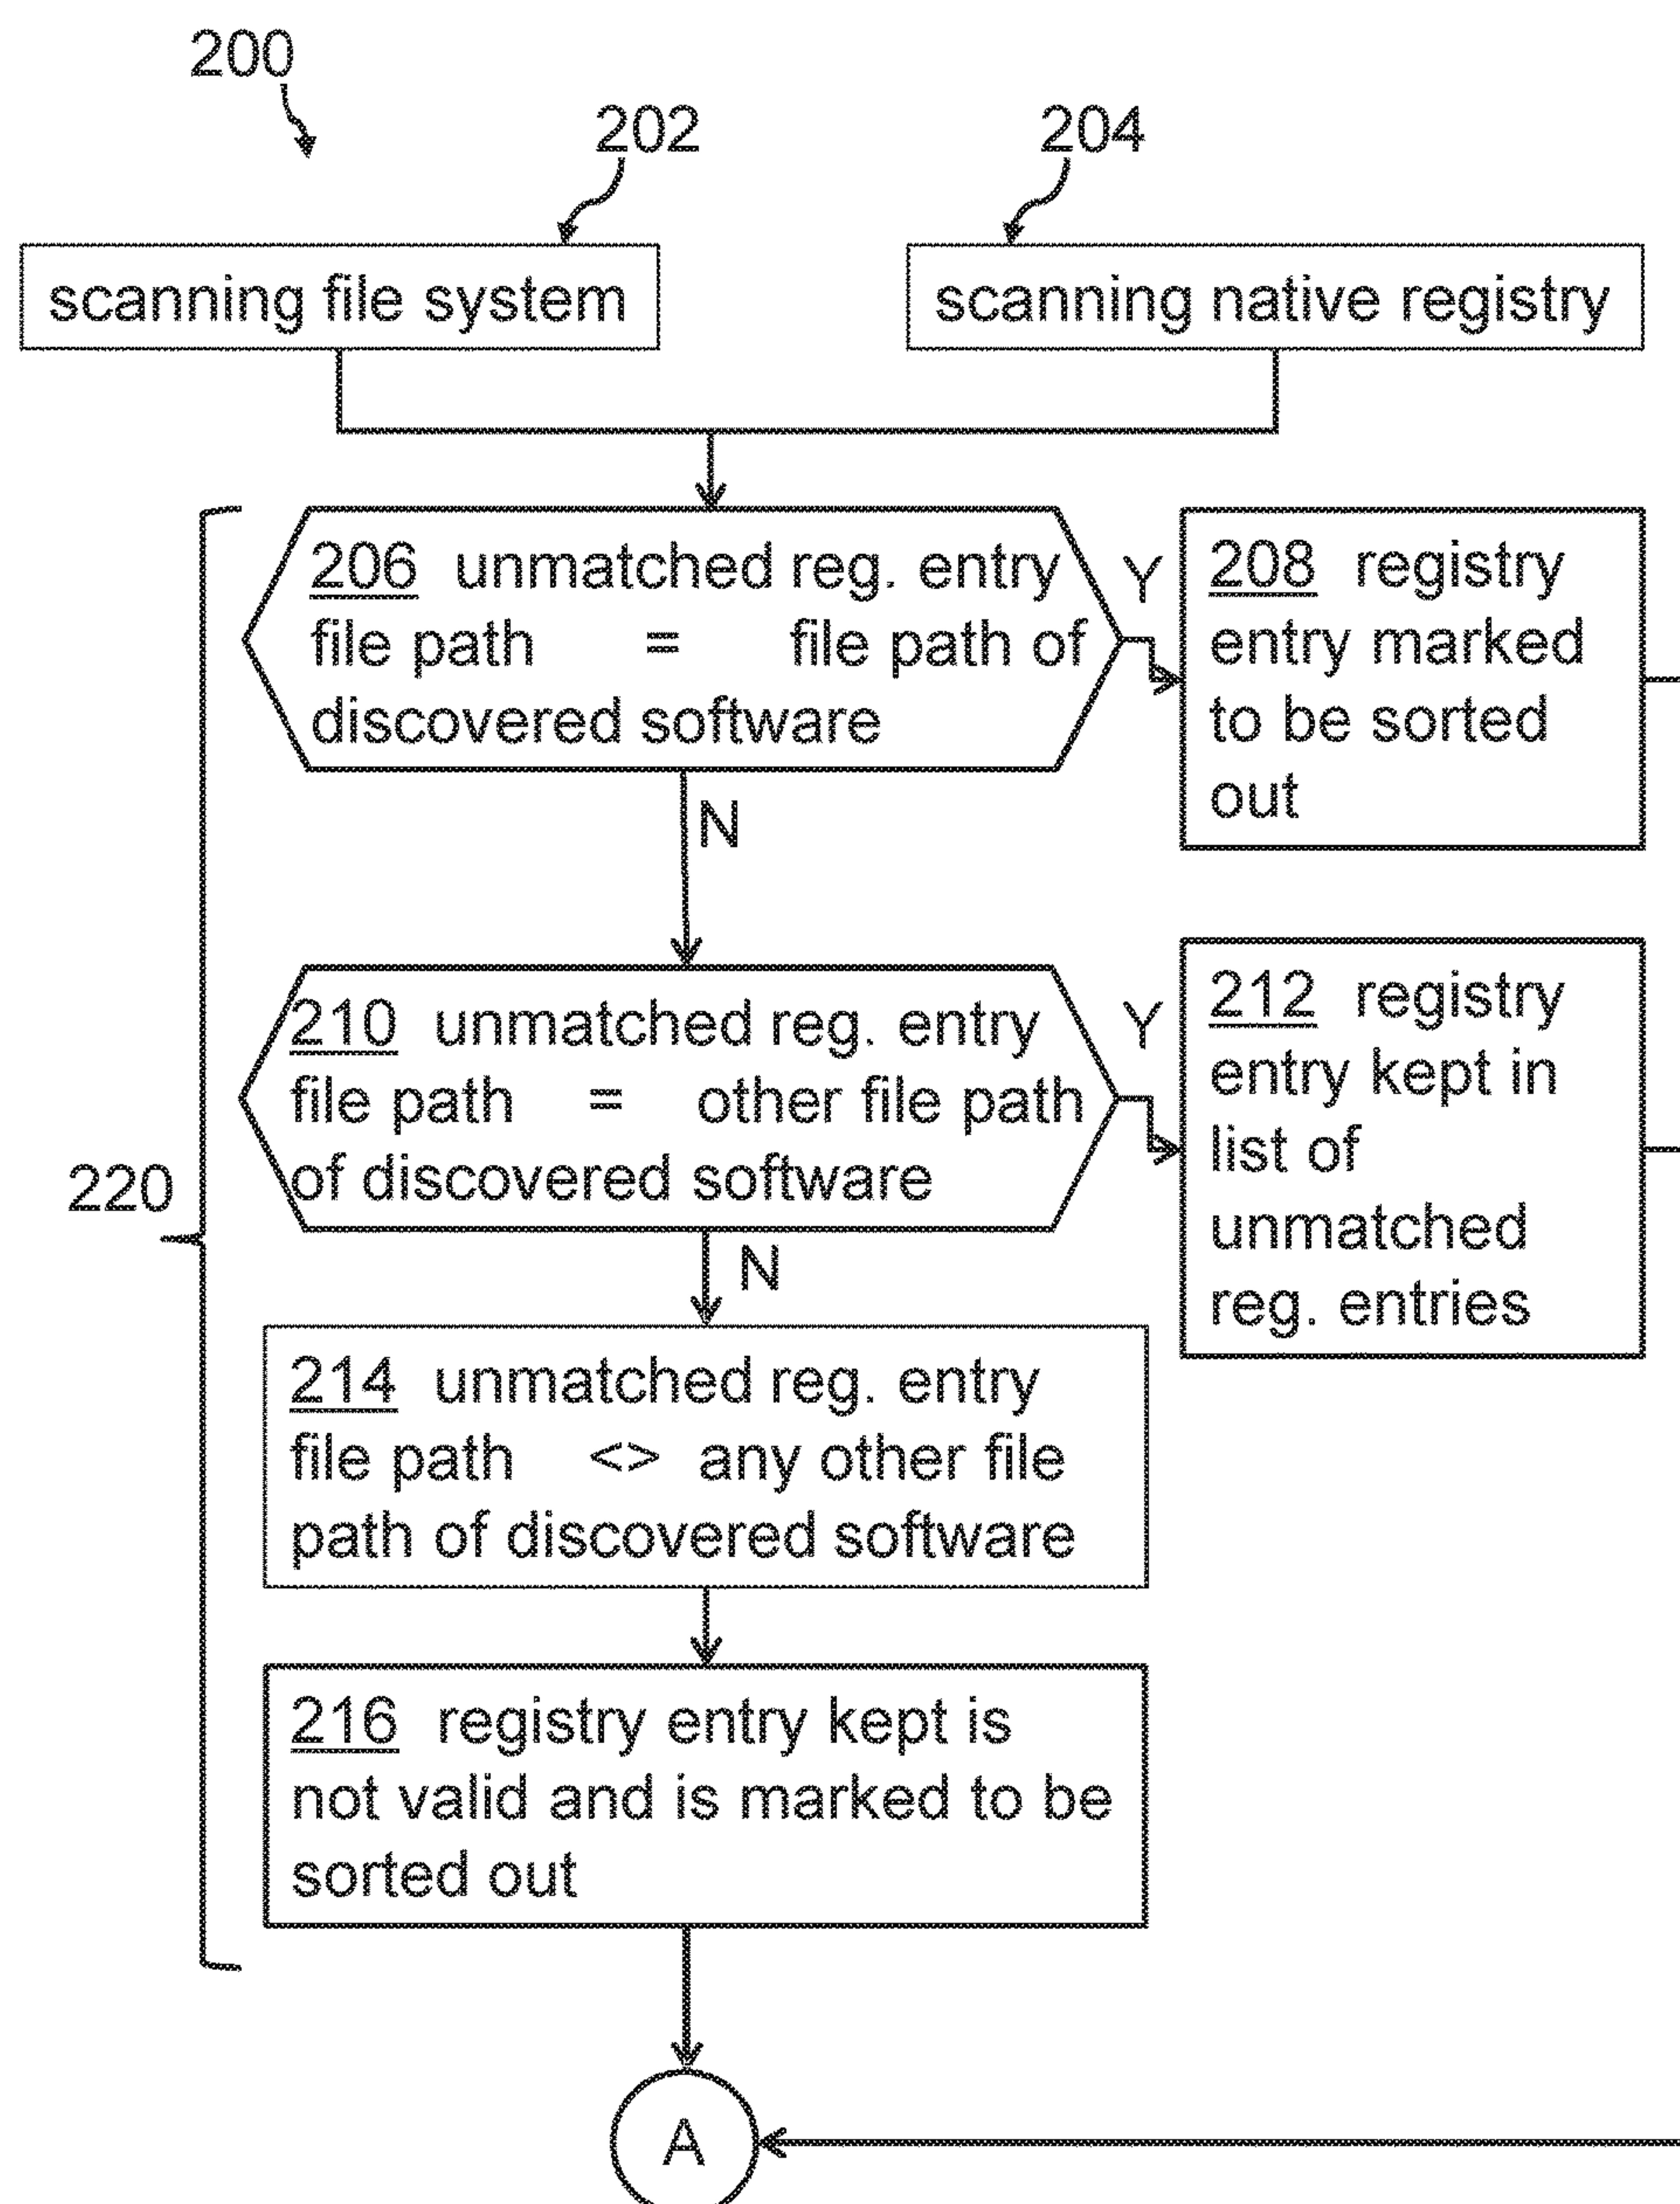 200
202
204
scanning file system
scanning native registry
206 unmatched reg. entry
file path = file path of
discovered software
Y
208 registry
entry marked
to be sorted
out
N
210 unmatched reg. entry
file path = other file path
of discovered software
Y
212 registry
entry kept in
list of
unmatched
reg. entries
220
N
214 unmatched reg. entry
file path <> any other file
path of discovered software
216 registry entry kept is
not valid and is marked to be
sorted out
A